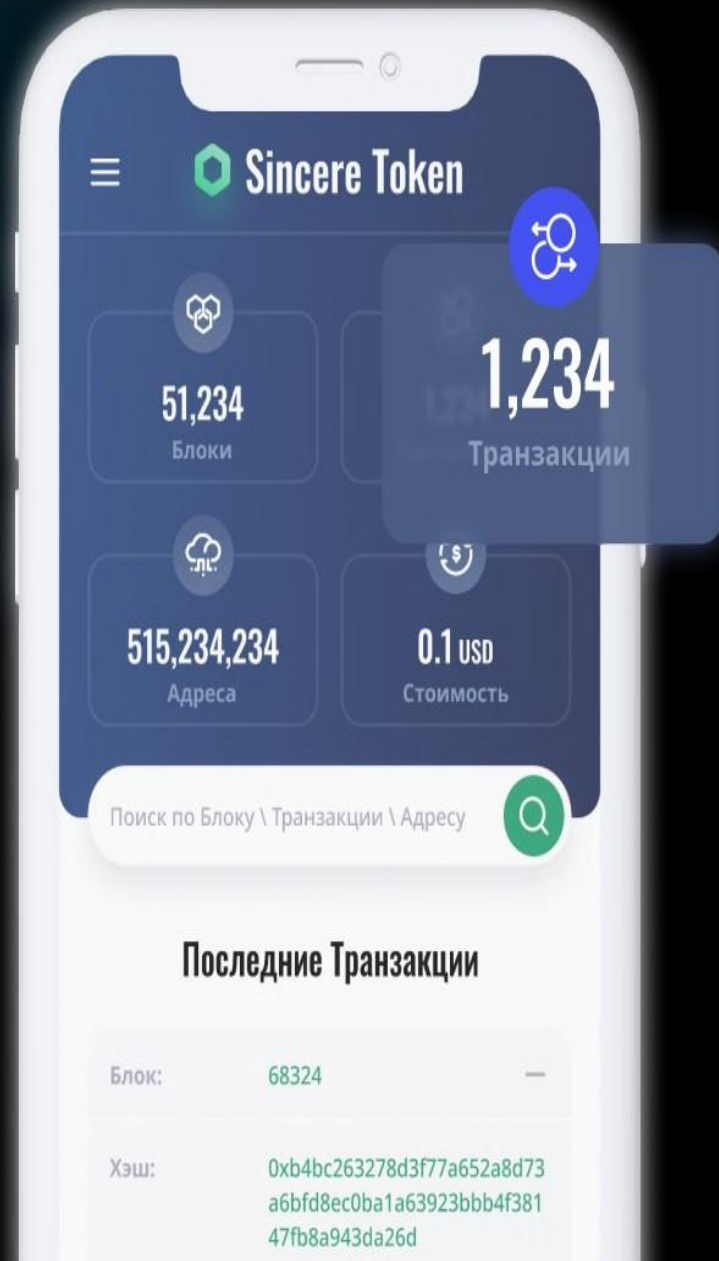 Sincere Token
51,234
Блоки
1,234
Транзакции
515,234,234
Адреса
0.1 USD
Стоимость
Поиск по Блоку \ Транзакции \ Адресу
Последние Транзакции
Блок: 68324
Хэш: 0xb4bc263278d3f77a652a8d73
a6bfd8ec0ba1a63923bbb4f381
47fb8a943da26d